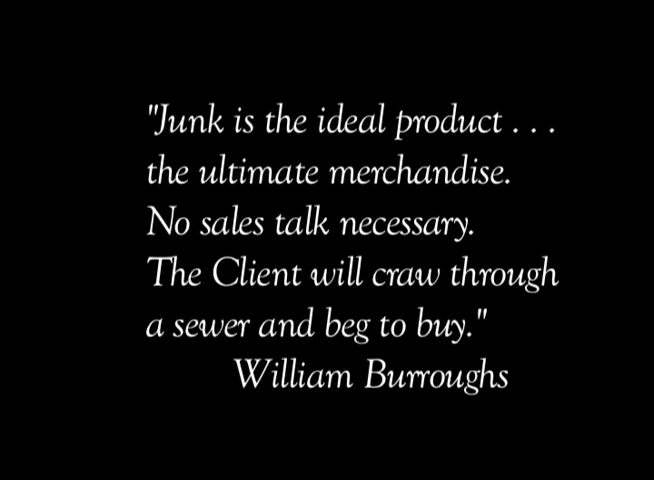 "Junk is the ideal product . . .
the ultimate merchandise.
No sales talk necessary.
The Client will craw through
a sewer and beg to buy."
William Burroughs